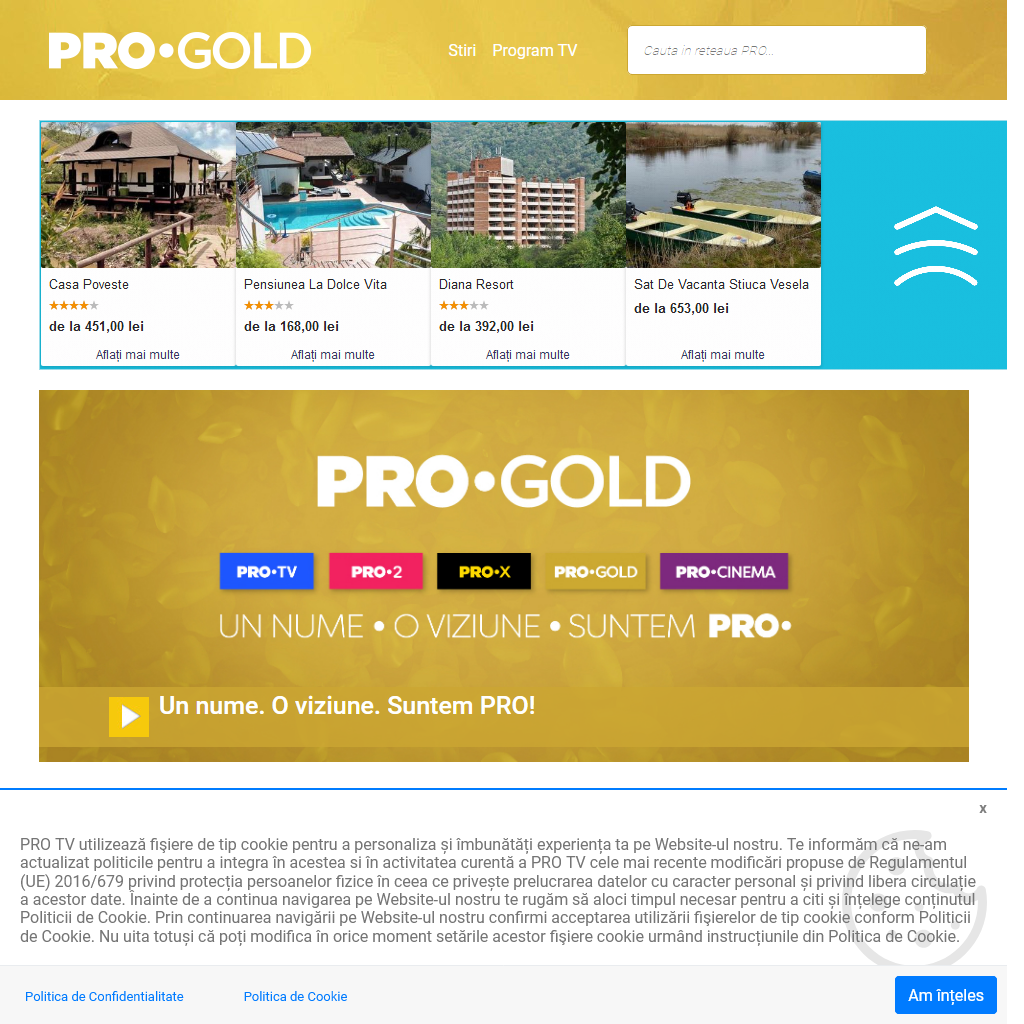 PRO•GOLD
Stiri Program TV
Cauta in reteaua PRO...
Casa Poveste
de la 451,00 lei
Aflați mai multe
Pensiunea La Dolce Vita
de la 168,00 lei
Aflați mai multe
Diana Resort
de la 392,00 lei
Aflați mai multe
Sat De Vacanta Stiuca Vesela
de la 653,00 lei
Aflați mai multe
PRO•GOLD
PRO•TV PRO•2 PRO•X PRO•GOLD PRO•CINEMA
UN NUME • O VIZIUNE • SUNTEM PRO•
Un nume. O viziune. Suntem PRO!
x
PRO TV utilizează fişiere de tip cookie pentru a personaliza și îmbunătăți experiența ta pe Website-ul nostru. Te informăm că ne-am
actualizat politicile pentru a integra în acestea si în activitatea curentă a PRO TV cele mai recente modificări propuse de Regulamentul
(UE) 2016/679 privind protecția persoanelor fizice în ceea ce privește prelucrarea datelor cu caracter personal și privind libera circulație
a acestor date. Înainte de a continua navigarea pe Website-ul nostru te rugăm să aloci timpul necesar pentru a citi și înțelege conținutul
Politicii de Cookie. Prin continuarea navigării pe Website-ul nostru confirmi acceptarea utilizării fişierelor de tip cookie conform Politicii
de Cookie. Nu uita totuși că poți modifica în orice moment setările acestor fişiere cookie urmând instrucțiunile din Politica de Cookie.
Politica de Confidentialitate Politica de Cookie
Am înțeles